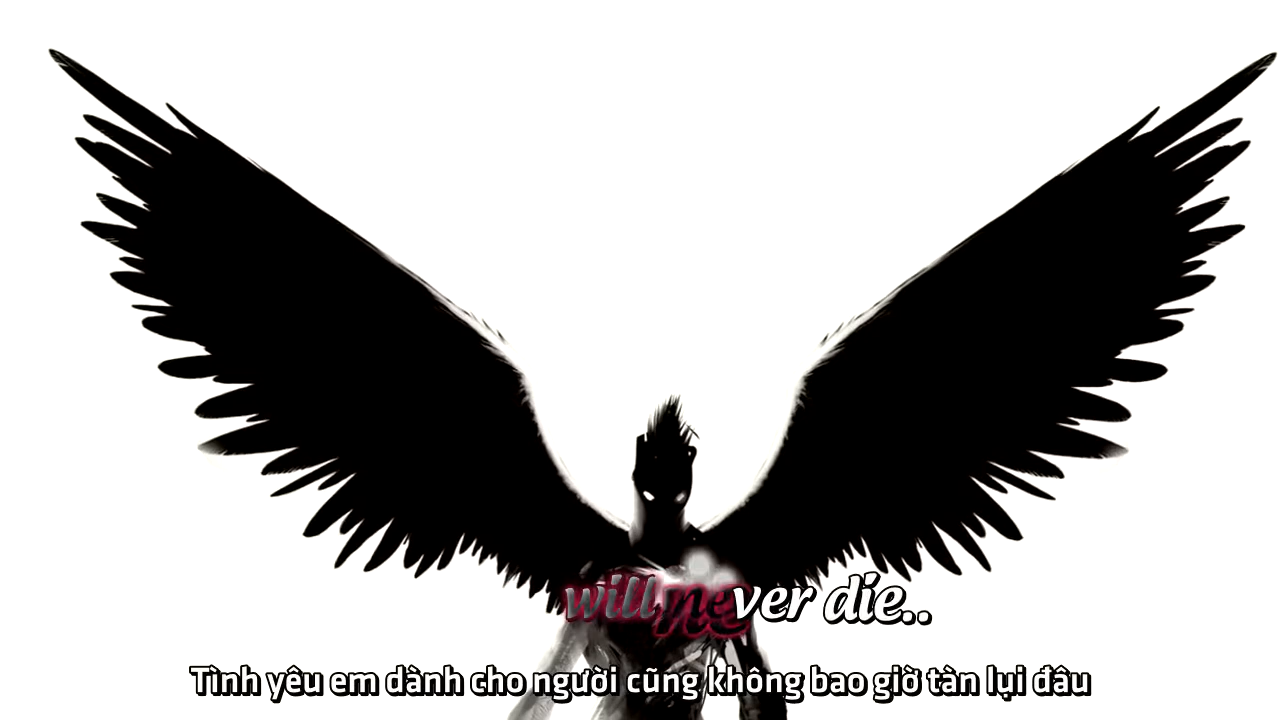 will never die..
Tình yêu em dành cho người cũng không bao giờ tàn lụi đâu